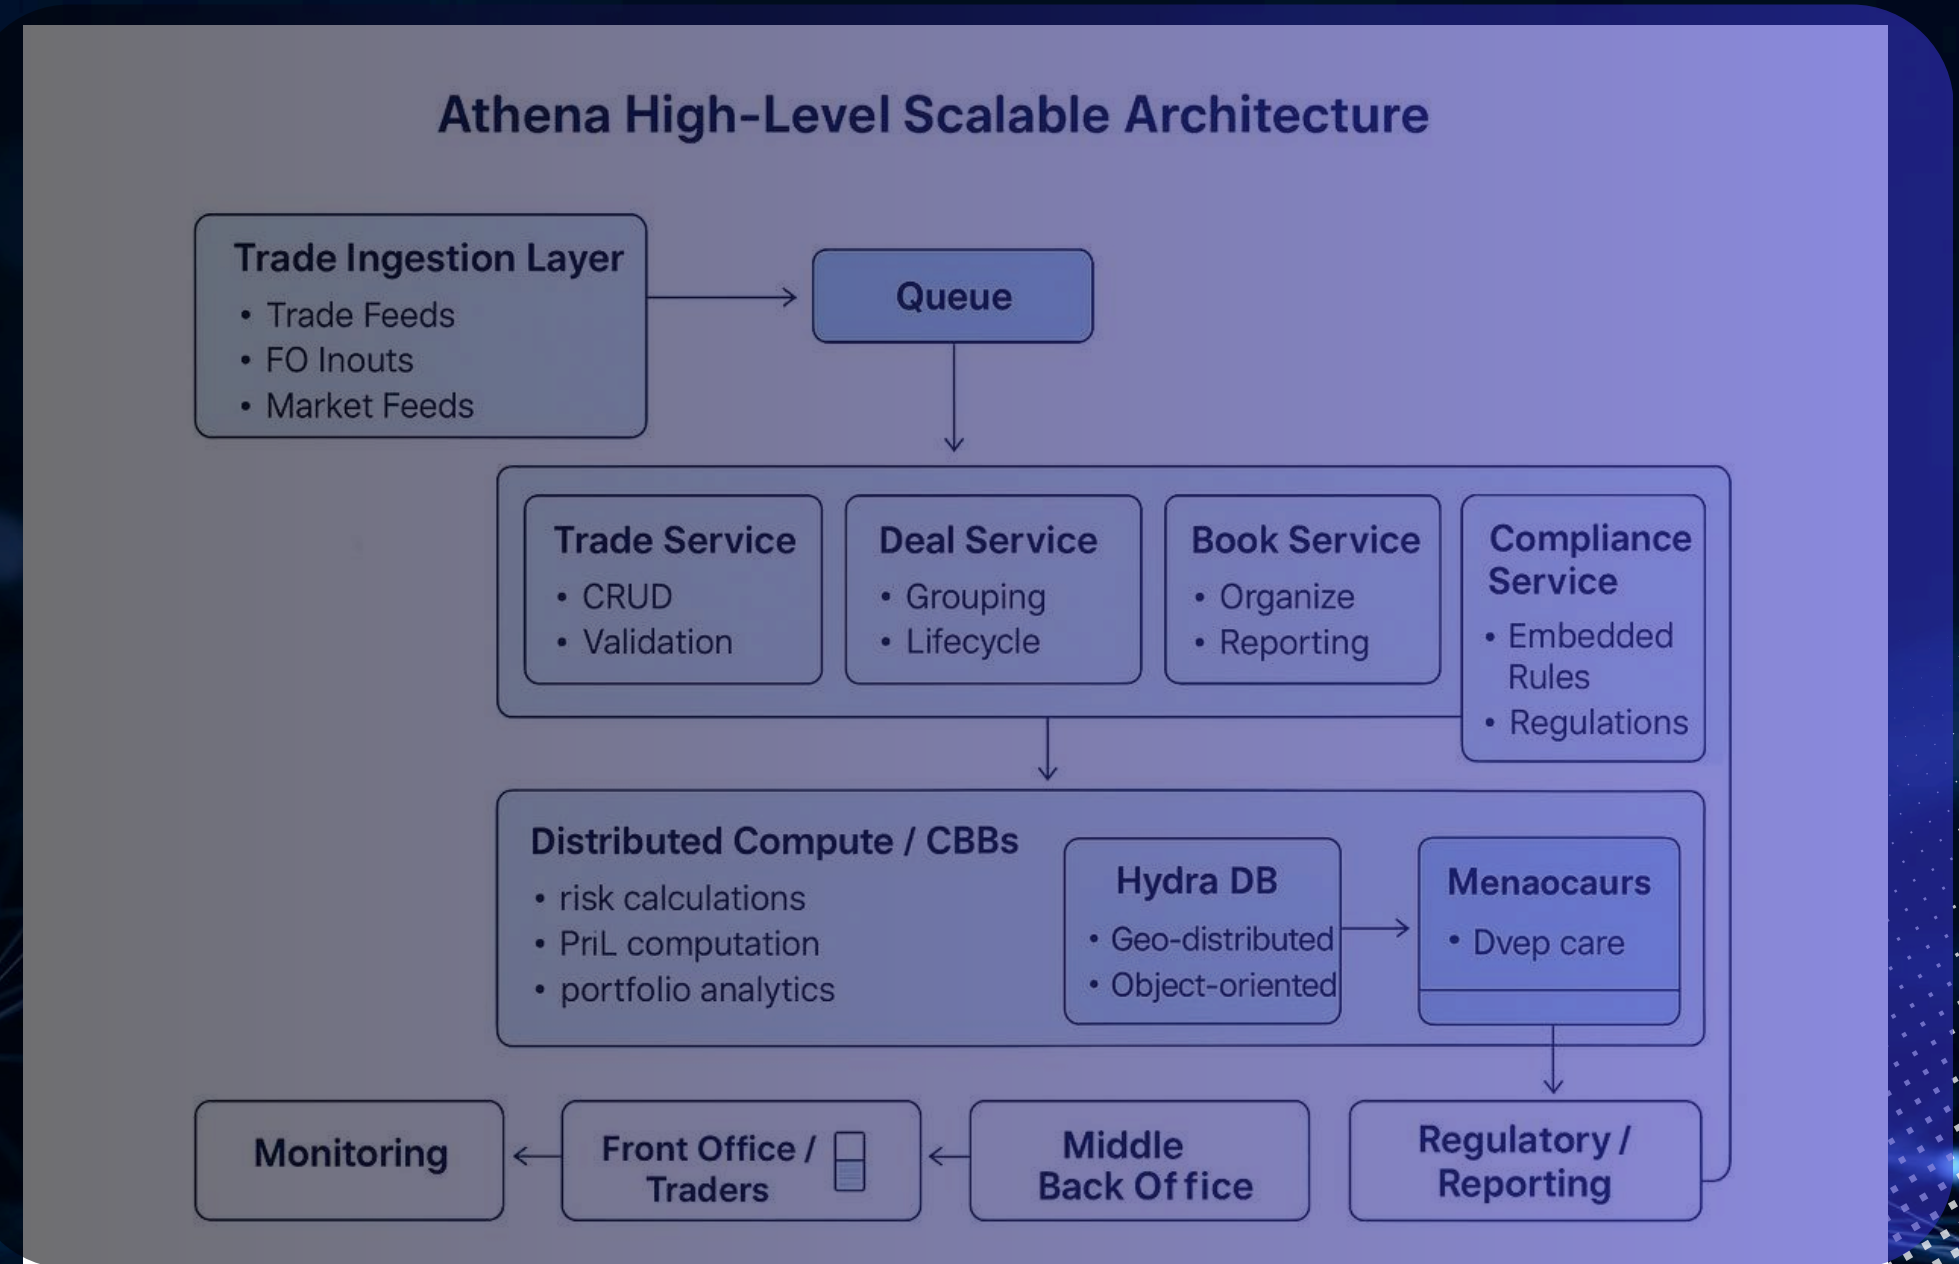 Athena High-Level Scalable Architecture
Trade Ingestion Layer
• Trade Feeds
• FO Inouts
• Market Feeds
Queue
Trade Service
• CRUD
• Validation
Deal Service
• Grouping
• Lifecycle
Book Service
• Organize
• Reporting
Compliance
Service
• Embedded
Rules
• Regulations
Distributed Compute / CBBs
• risk calculations
• PriL computation
• portfolio analytics
Hydra DB
• Geo-distributed
• Object-oriented
Menaocaurs
• Dvep care
Monitoring
Front Office /
Traders
Middle
Back Office
Regulatory /
Reporting